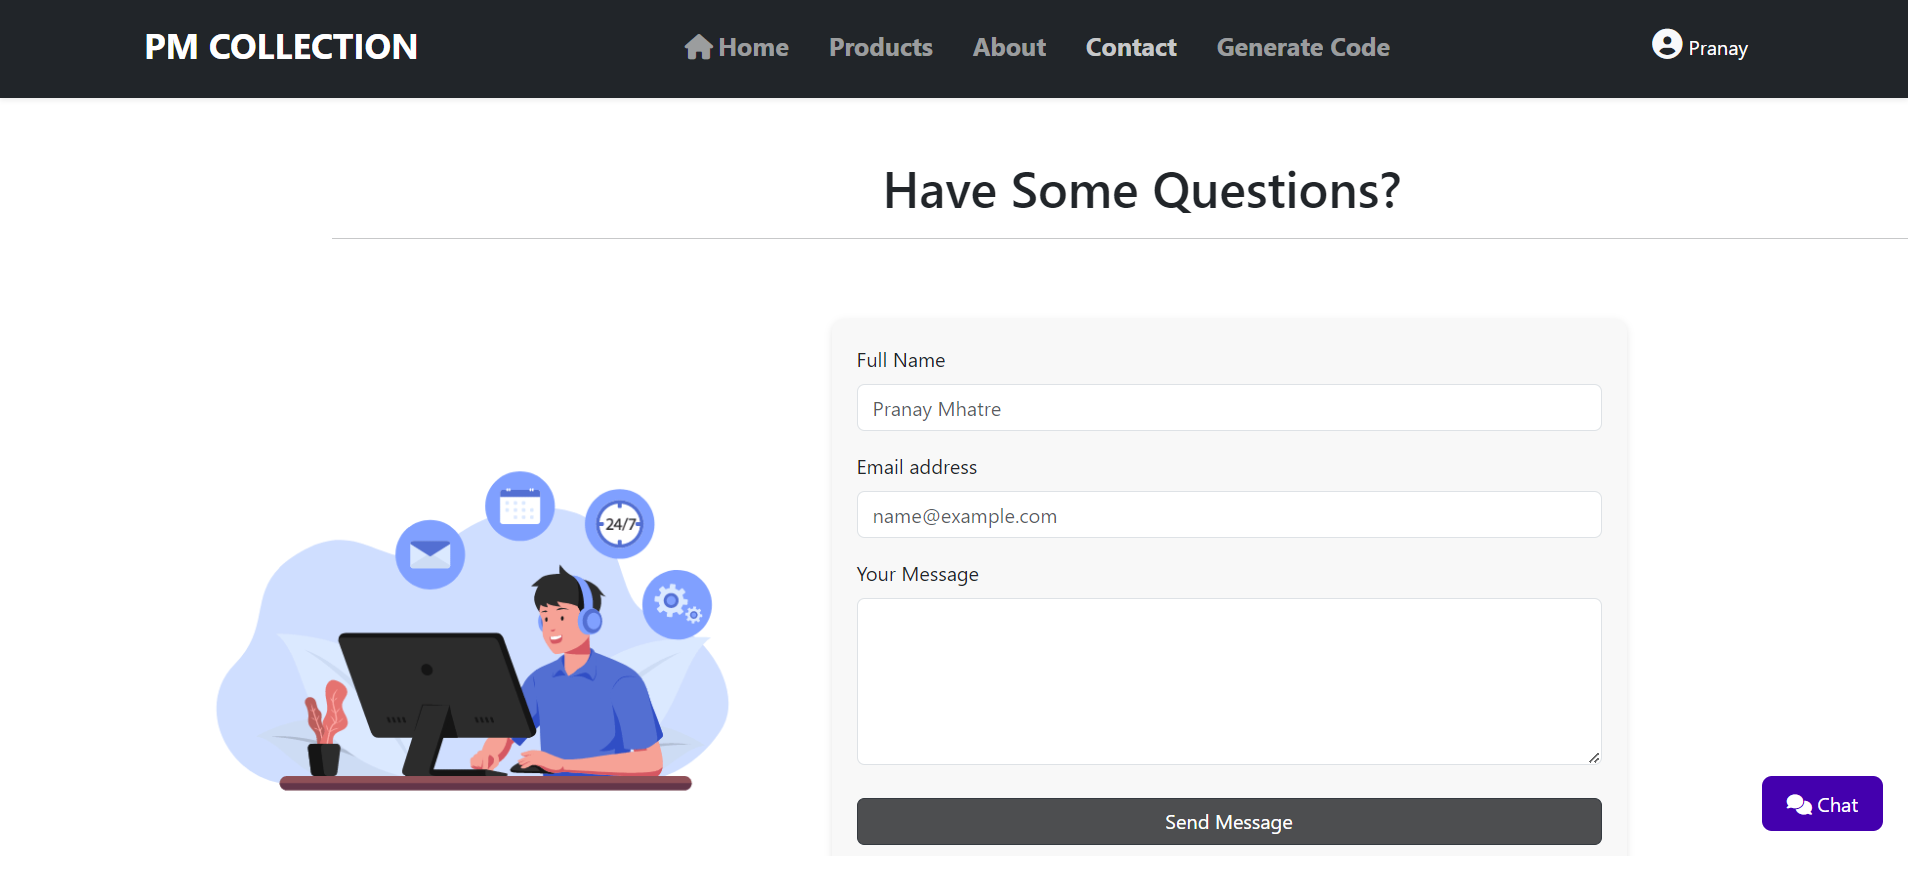 PM COLLECTION Home Products About Contact Generate Code Pranay
Have Some Questions?
Full Name
Pranay Mhatre
Email address
name@example.com
24/7
Your Message
Chat
Send Message